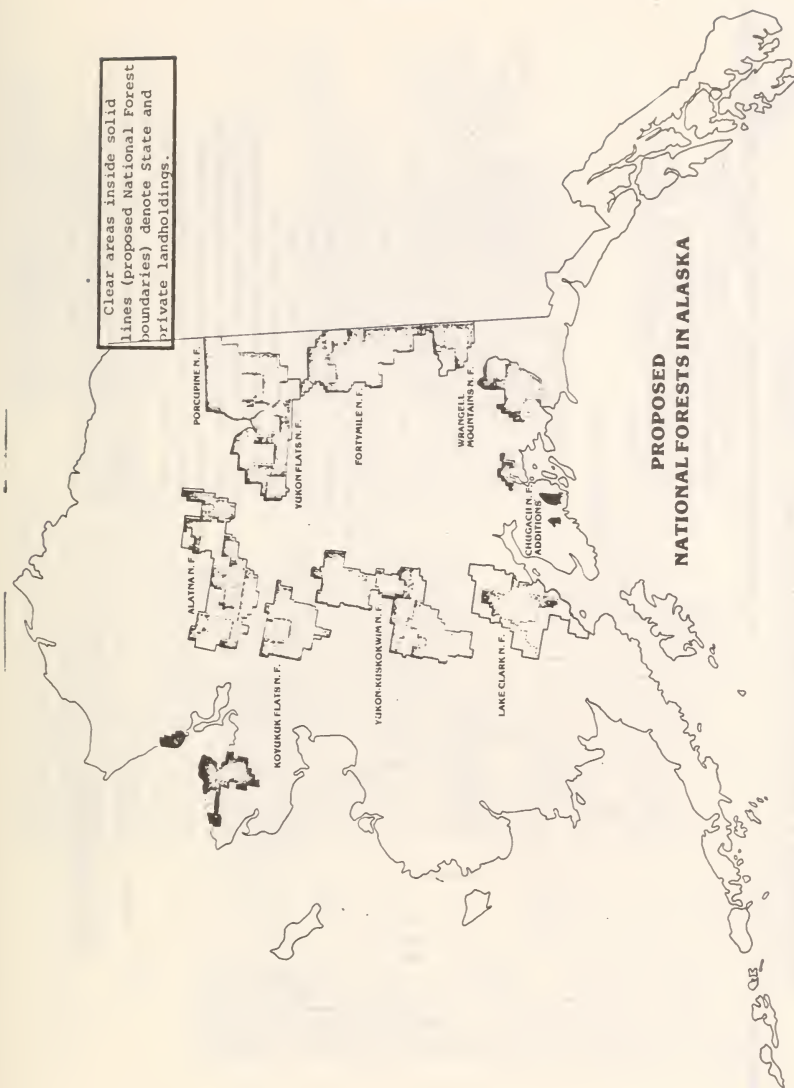 Clear areas inside solid
lines (proposed National Forest
boundaries) denote State and
private landholdings.
PORCUPINE N. F.
YUKON FLATS N. F.
FORTYMILE N. F.
WRANGELL
MOUNTAINS N. F.
CHUGACH N. F.
ADDITIONS
ALATNA N. F.
KOYUKUK FLATS N. F.
YUKON-KUSKOKWIM N. F.
LAKE CLARK N. F.
PROPOSED
NATIONAL FORESTS IN ALASKA